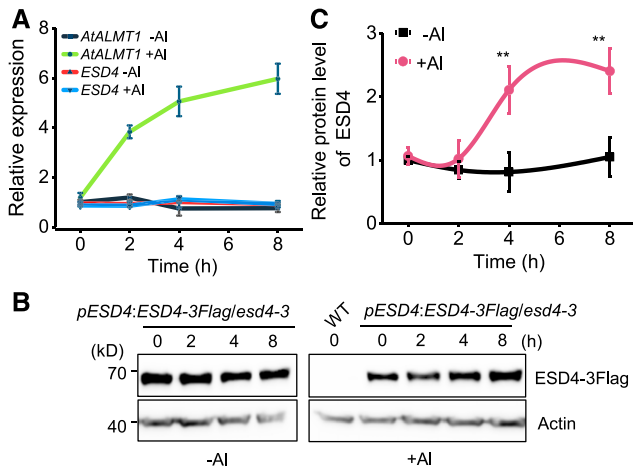 A
Relative expression
8
6
4
2
0
AtALMT1 -Al
AtALMT1 +Al
ESD4 -Al
ESD4 +Al
0 2 4 6 8
Time (h)
C
Relative protein level
of ESD4
3
2
1
0
-Al
+Al
**
**
0 2 4 6 8
Time (h)
B
pESD4:ESD4-3Flag/esd4-3
WT
pESD4:ESD4-3Flag/esd4-3
(kD)
0 2 4 8
0
0 2 4 8 (h)
70
ESD4-3Flag
40
Actin
-Al
+Al